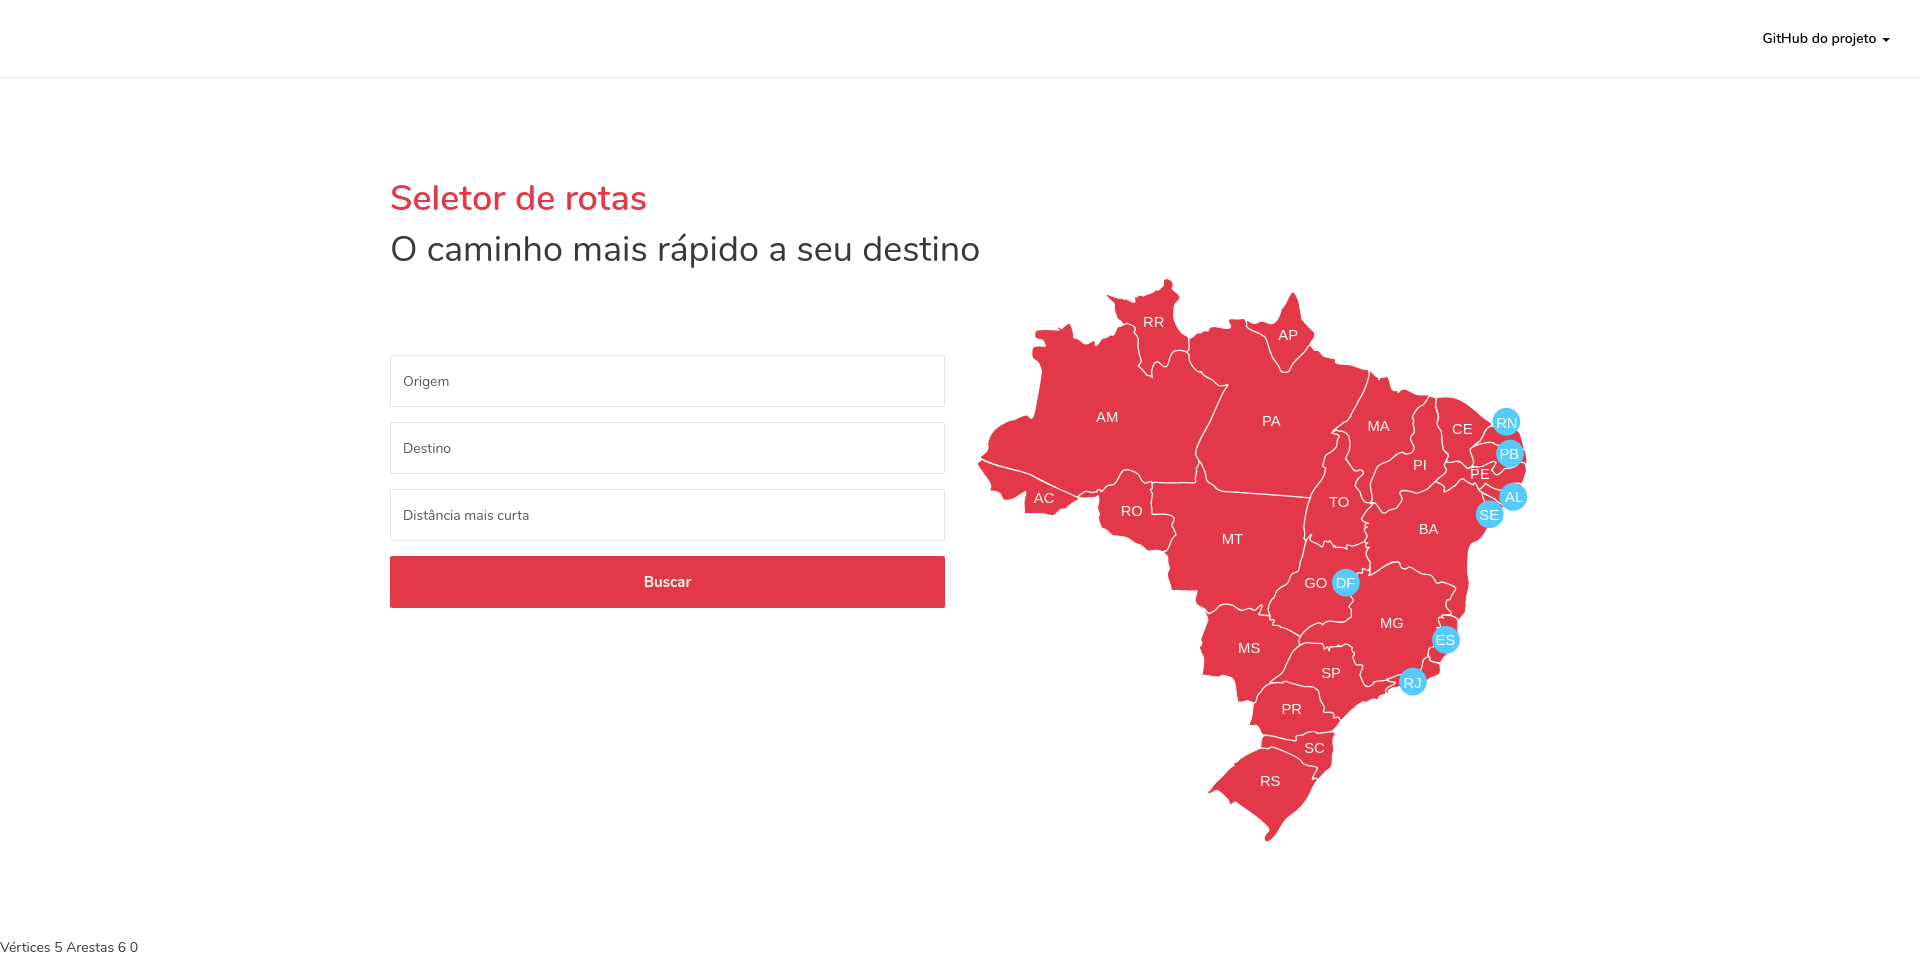 GitHub do projeto
Seletor de rotas
O caminho mais rápido a seu destino
Origem
Destino
Distância mais curta
Buscar
RR
AP
AM
PA
MA
CE
RN
PB
PI
PE
AC
RO
TO
AL
SE
BA
MT
GO
DF
MG
ES
MS
SP
RJ
PR
SC
RS
Vértices 5 Arestas 6 0